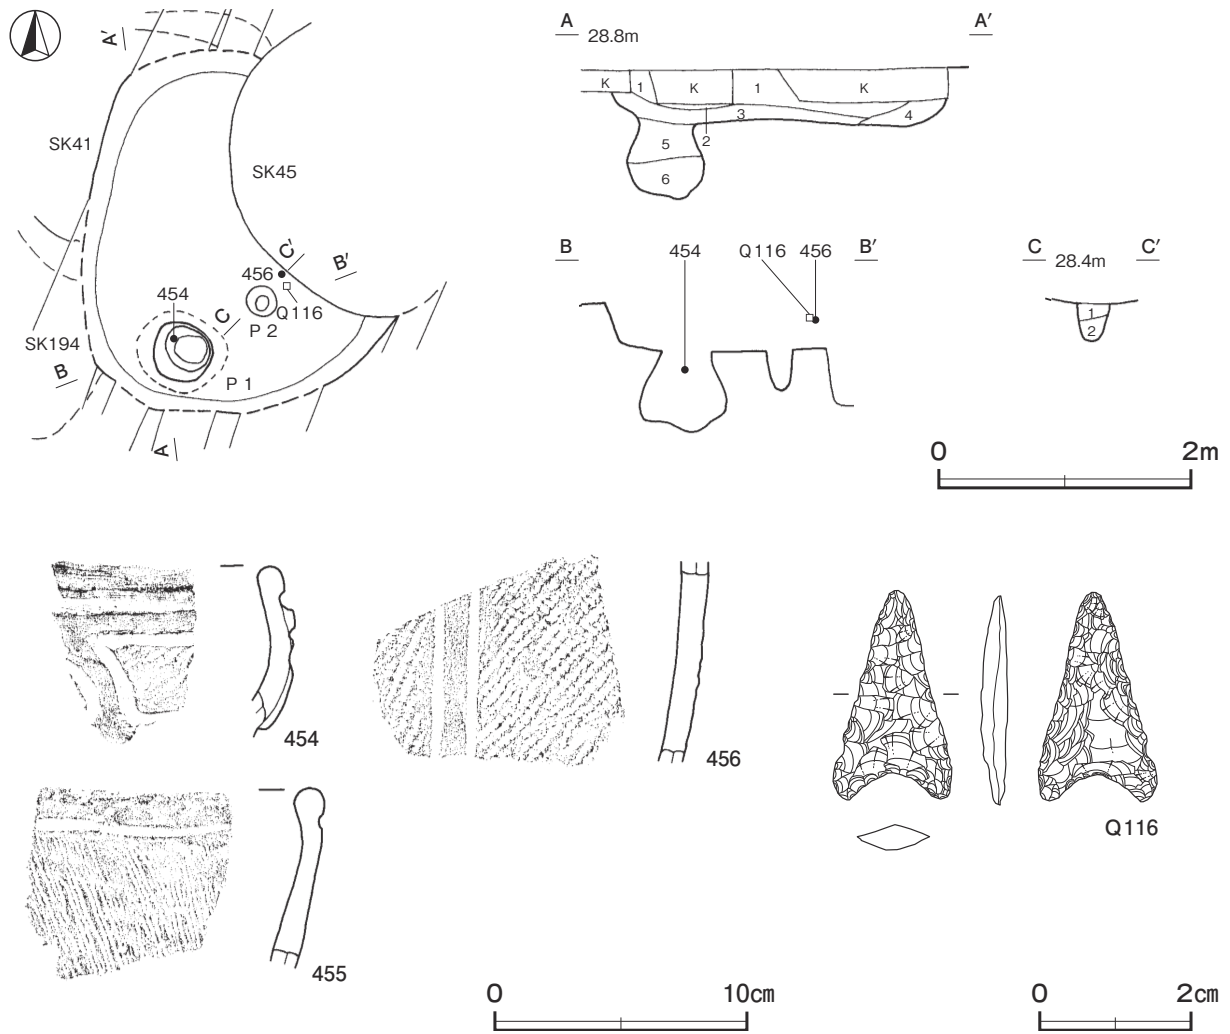 A′
SK41
SK45
C′
B′
456
454
Q116
C
P 2
SK194
B
P 1
A
A A′
28.8m
K 1 K 1 K
3 4
2
5
6
B 454 Q116 456 B′
C C′
28.4m
1
2
0 2m
454
456
Q116
455
0 10cm
0 2cm